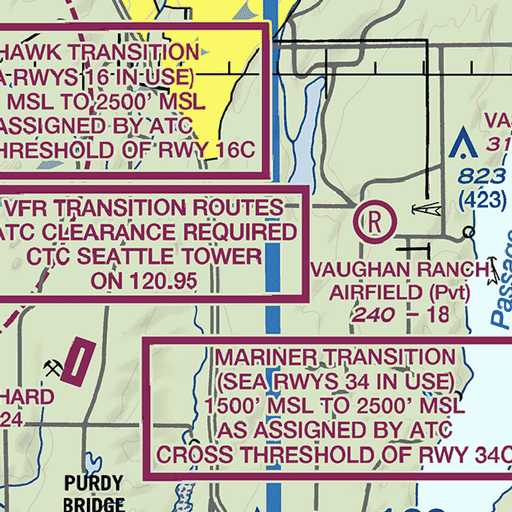 HAWK TRANSITION
RWYS 16 IN USE)
MSL TO 2500' MSL
ASSIGNED BY ATC
THRESHOLD OF RWY 16C
VFR TRANSITION ROUTES
ATC CLEARANCE REQUIRED
CTC SEATTLE TOWER
ON 120.95
R
VAUGHAN RANCH
AIRFIELD (Pvt)
240 - 18
823
(423)
Passage
MARINER TRANSITION
(SEA RWYS 34 IN USE)
1500' MSL TO 2500' MSL
AS ASSIGNED BY ATC
CROSS THRESHOLD OF RWY 34C
HARD
24
PURDY
BRIDGE